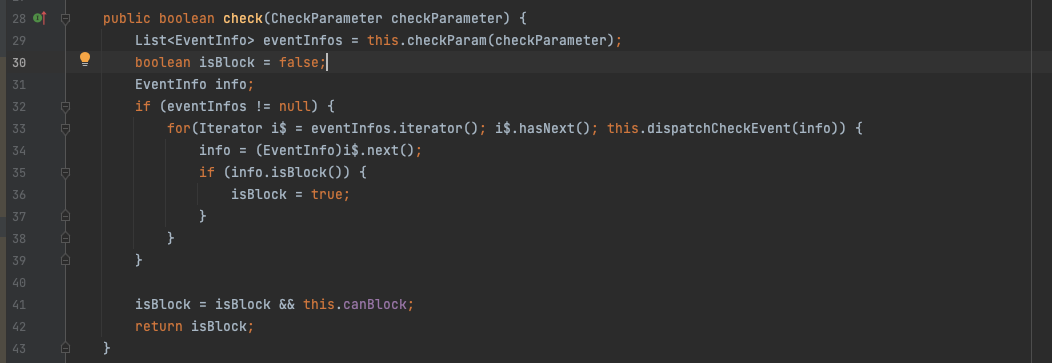 28 public boolean check(CheckParameter checkParameter) {
29 List<EventInfo> eventInfos = this.checkParam(checkParameter);
30 boolean isBlock = false;
31 EventInfo info;
32 if (eventInfos != null) {
33 for(Iterator i$ = eventInfos.iterator(); i$.hasNext(); this.dispatchCheckEvent(info)) {
34 info = (EventInfo)i$.next();
35 if (info.isBlock()) {
36 isBlock = true;
37 }
38 }
39 }
40
41 isBlock = isBlock && this.canBlock;
42 return isBlock;
43 }